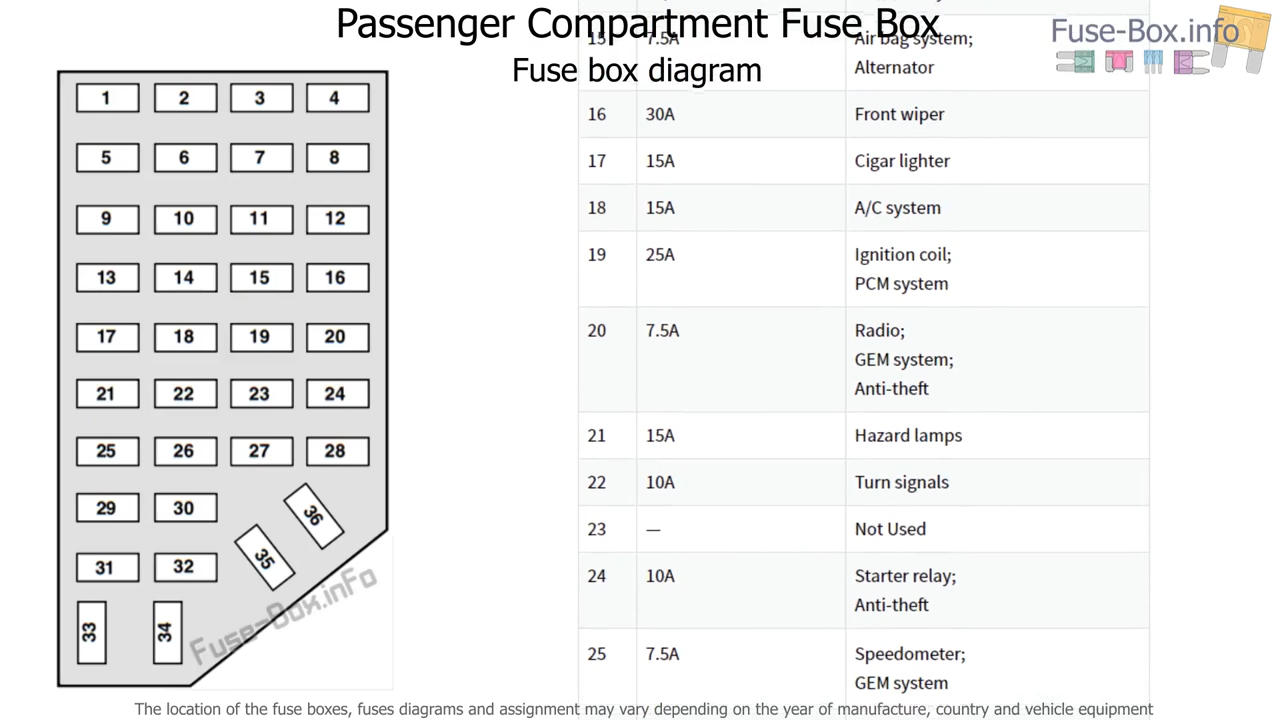 Passenger Compartment Fuse Box
Fuse box diagram
Fuse-Box.info
1 2 3 4
5 6 7 8
9 10 11 12
13 14 15 16
17 18 19 20
21 22 23 24
25 26 27 28
29 30
36
35
31 32
33 34
Fuse-Box.inFo
15 7.5A Air bag system;
Alternator
16 30A Front wiper
17 15A Cigar lighter
18 15A A/C system
19 25A Ignition coil;
PCM system
20 7.5A Radio;
GEM system;
Anti-theft
21 15A Hazard lamps
22 10A Turn signals
23 — Not Used
24 10A Starter relay;
Anti-theft
25 7.5A Speedometer;
GEM system
The location of the fuse boxes, fuses diagrams and assignment may vary depending on the year of manufacture, country and vehicle equipment